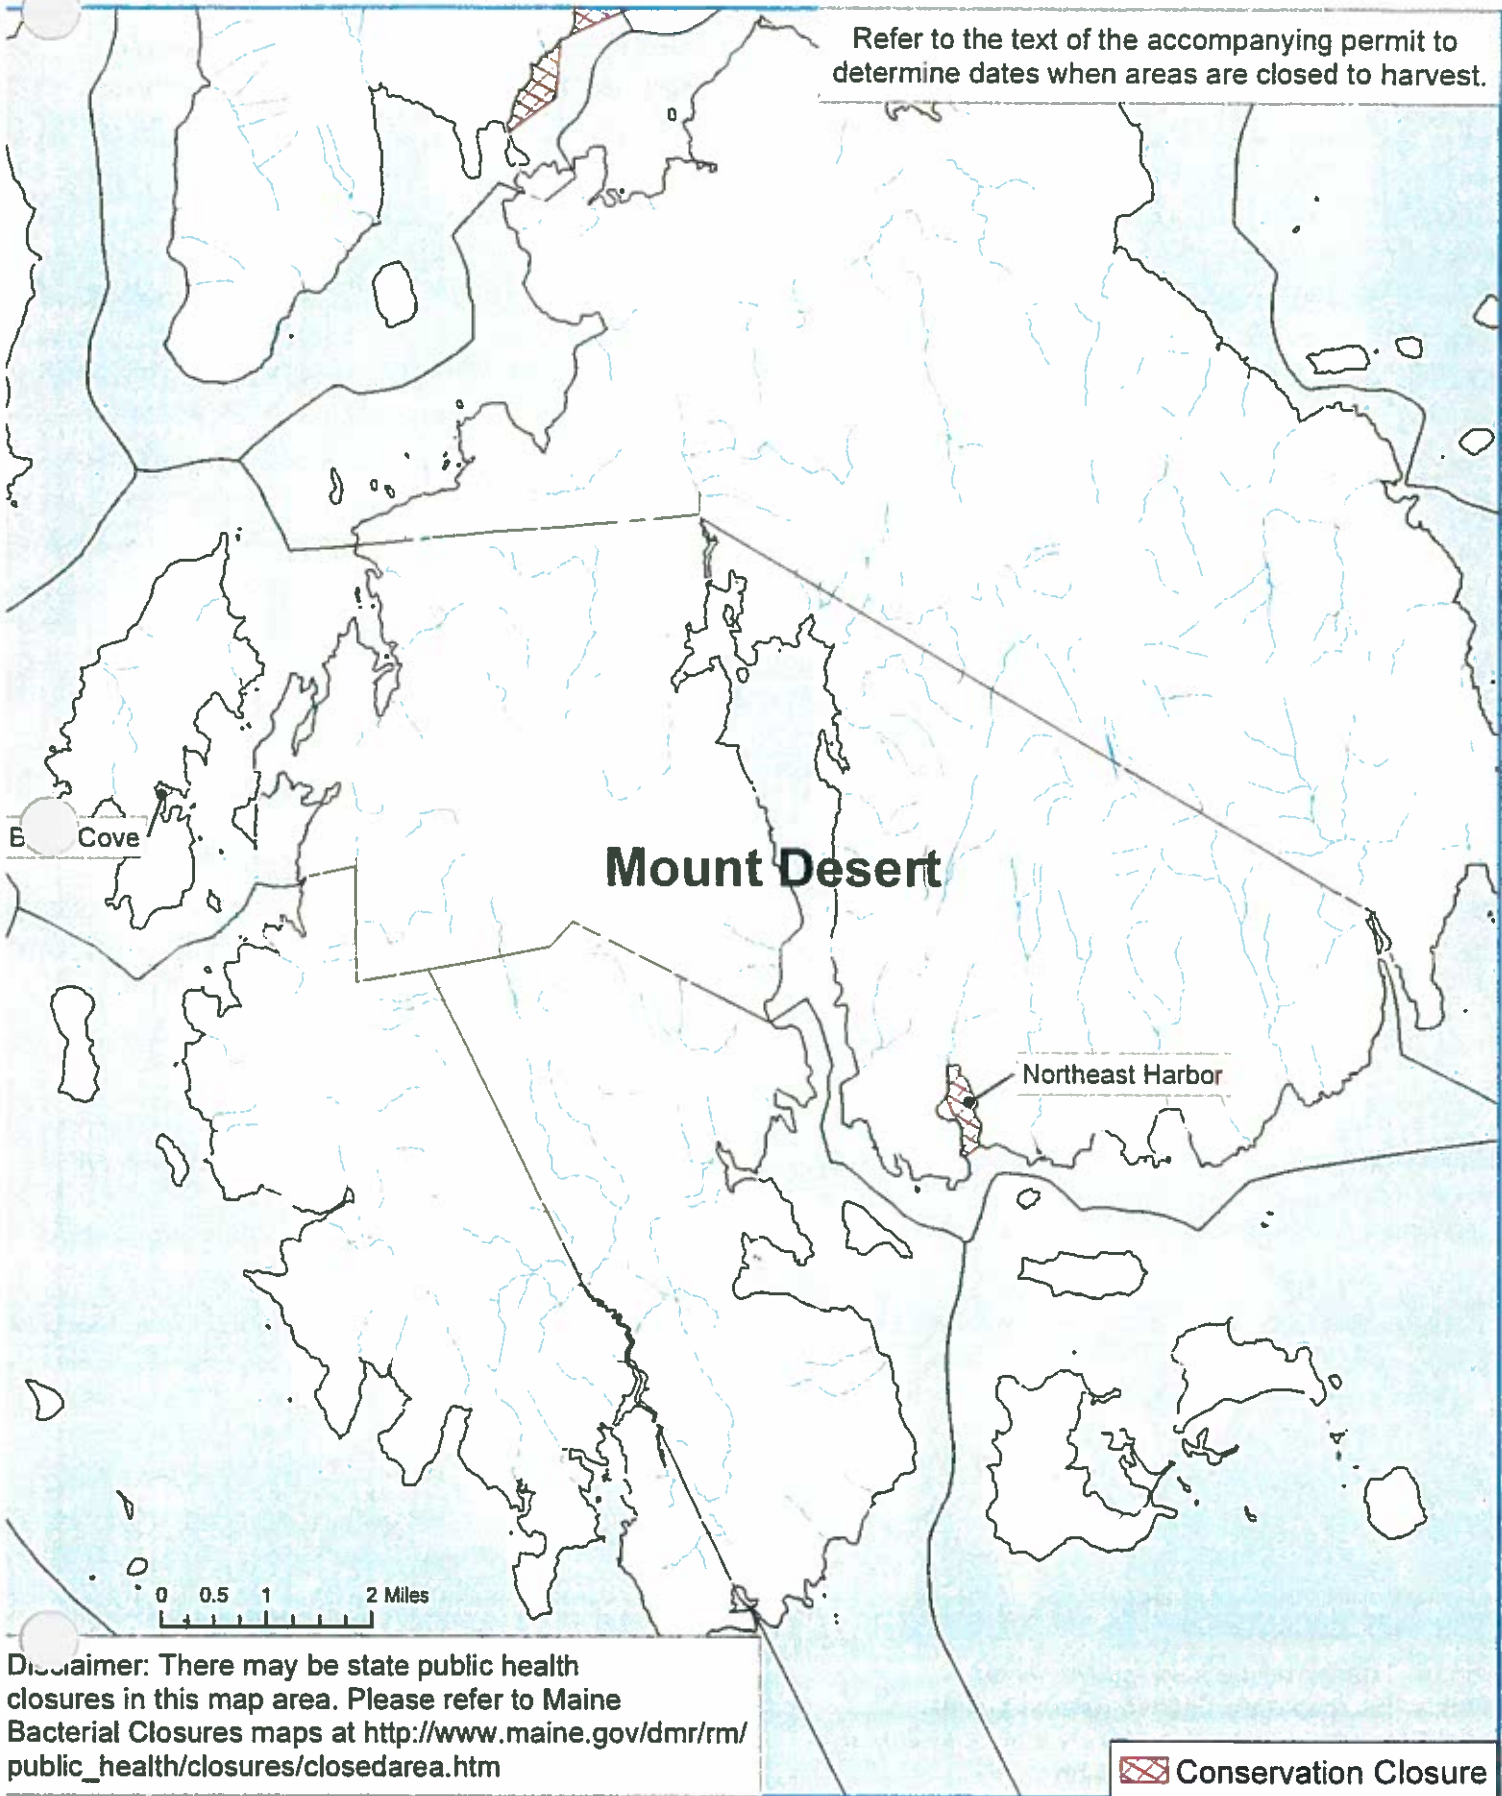 Refer to the text of the accompanying permit to
determine dates when areas are closed to harvest.
Cove
Mount Desert
Northeast Harbor
0 0.5 1 2 Miles
Disclaimer: There may be state public health
closures in this map area. Please refer to Maine
Bacterial Closures maps at http://www.maine.gov/dmr/rm/
public_health/closures/closedarea.htm
Conservation Closure